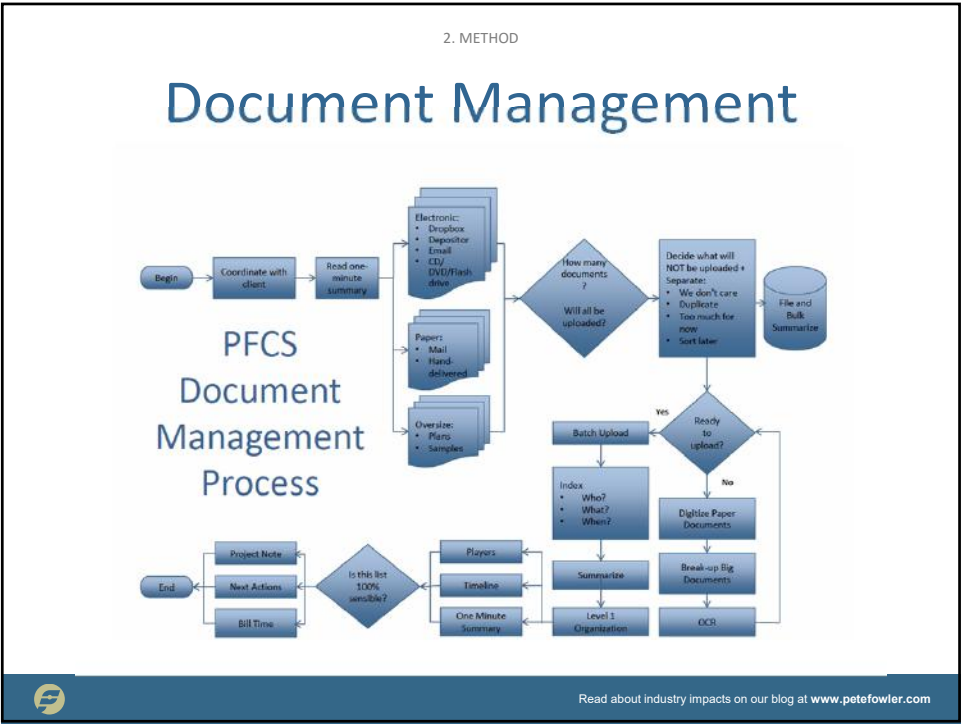 2. METHOD
Document Management
Begin
Coordinate with
client
Read one-
minute
summary
Electronic:
• Dropbox
• Depositor
• Email
• CD/
DVD/Flash
drive
Paper:
• Mail
• Hand-
delivered
Oversize:
• Plans
• Samples
How many
documents
?
Will all be
uploaded?
Decide what will
NOT be uploaded +
Separate:
• We don't care
• Duplicate
• Too much for
now
• Sort later
File and
Bulk
Summarize
PFCS
Document
Management
Process
Ready
to
upload?
Yes
No
Batch Upload
Index
• Who?
• What?
• When?
Summarize
Level 1
Organization
Digitize Paper
Documents
Break-up Big
Documents
OCR
Players
Timeline
One Minute
Summary
Is this list
100%
sensible?
Project Note
Next Actions
Bill Time
End
Read about industry impacts on our blog at www.petefowler.com